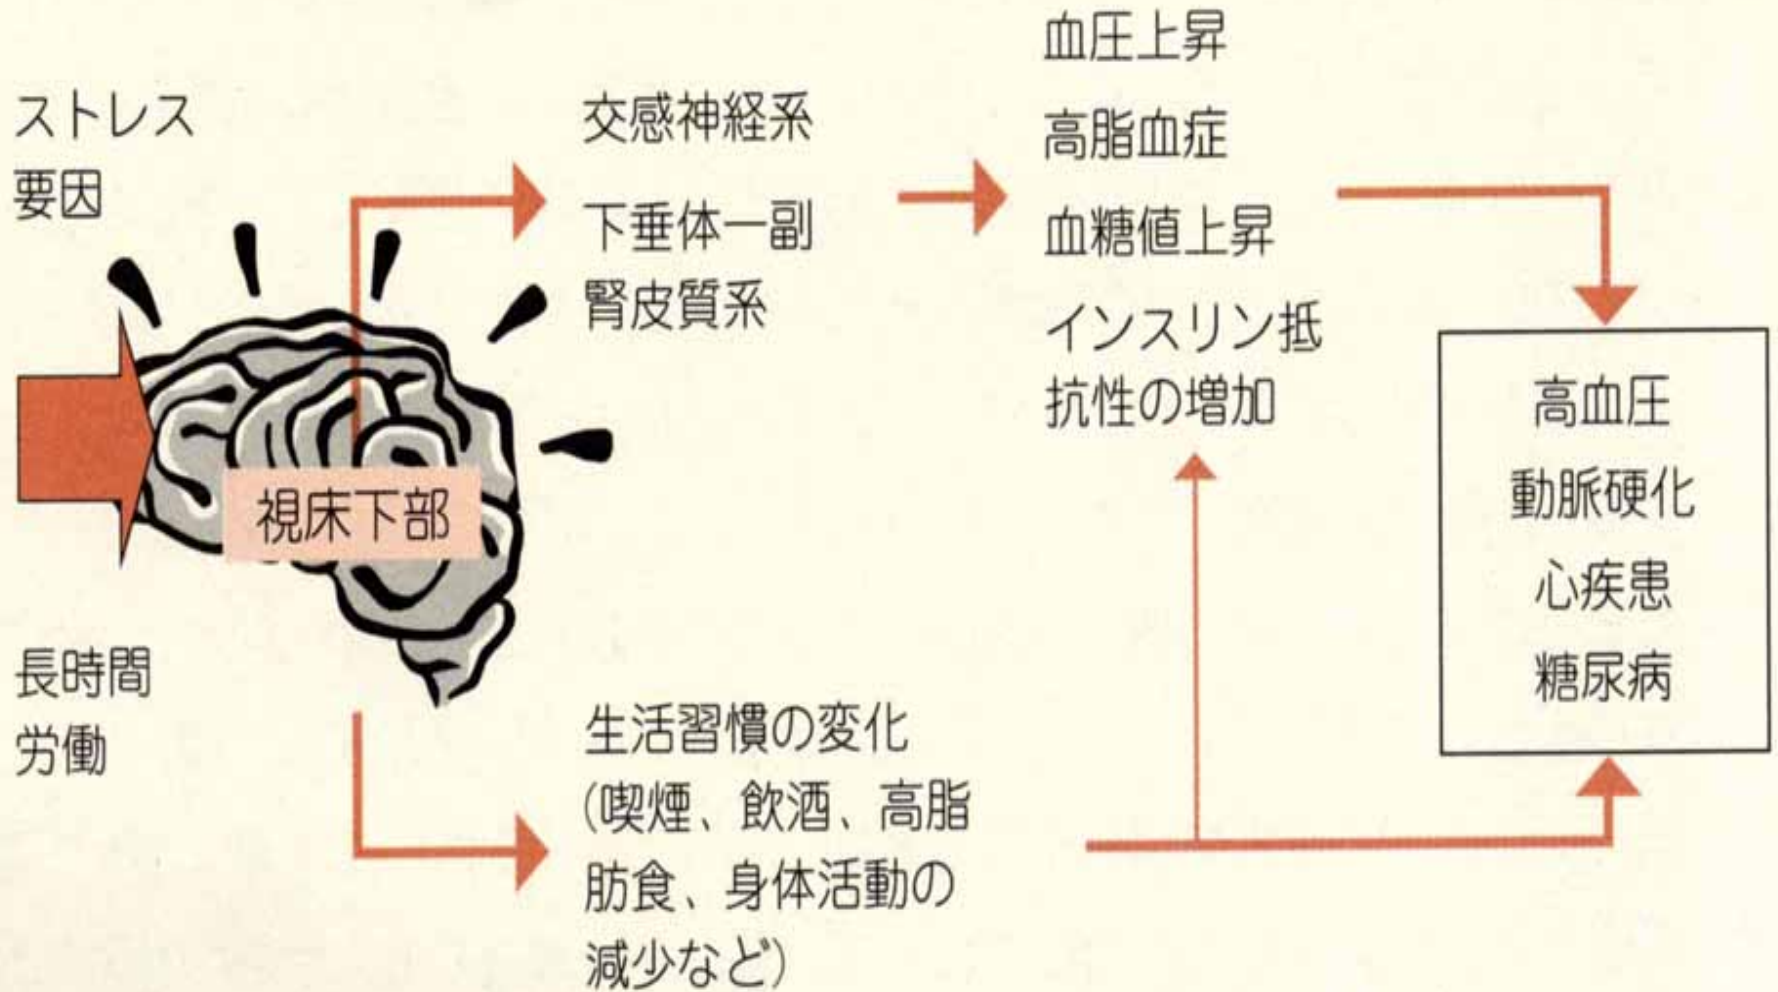 ストレス
要因
長時間
労働
視床下部
交感神経系
下垂体ー副
腎皮質系
生活習慣の変化
(喫煙、飲酒、高脂
肪食、身体活動の
減少など)
血圧上昇
高脂血症
血糖値上昇
インスリン抵
抗性の増加
高血圧
動脈硬化
心疾患
糖尿病